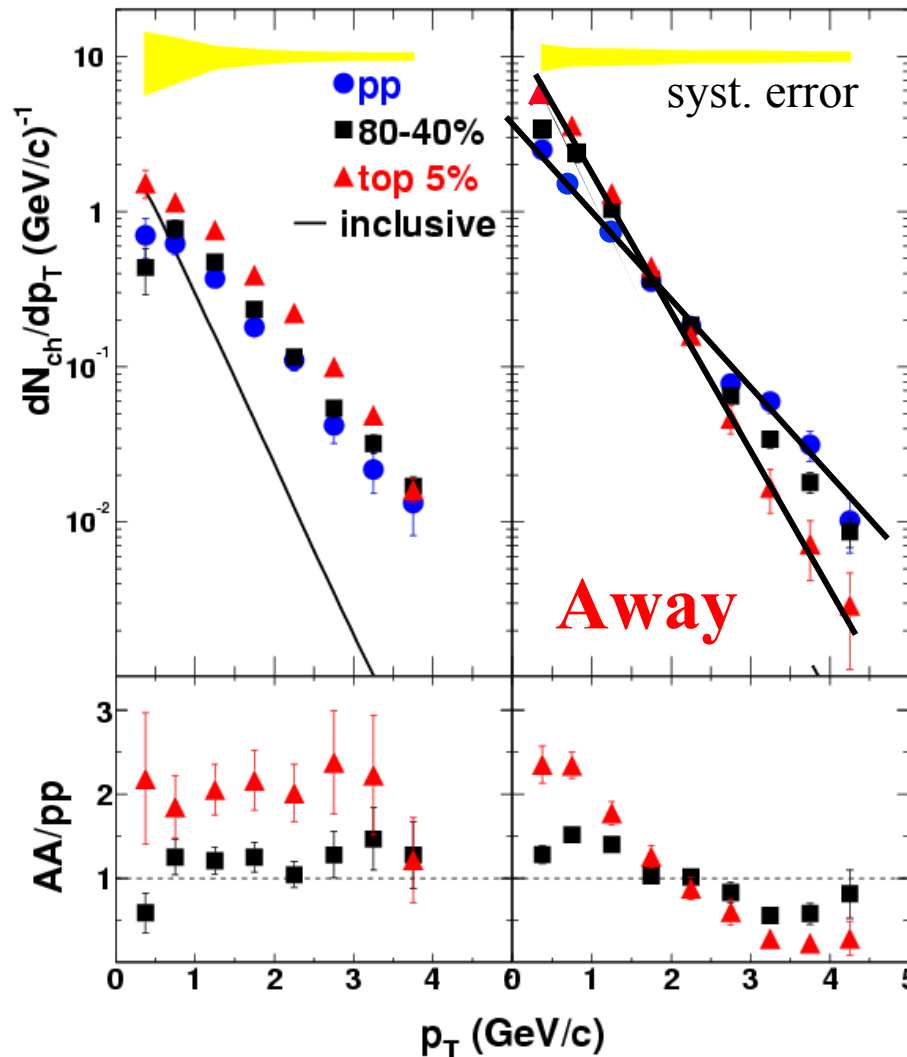 10
1
10⁻¹
10⁻²
dN_ch/dp_T (GeV/c)⁻¹
pp
80-40%
top 5%
inclusive
syst. error
Away
3
2
1
AA/pp
0 1 2 3 4 0 1 2 3 4 5
p_T (GeV/c)